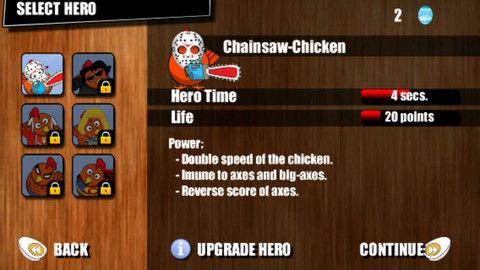 SELECT HERO
2
Chainsaw-Chicken
Hero Time
4 secs.
Life
20 points
Power:
- Double speed of the chicken.
- Imune to axes and big-axes.
- Reverse score of axes.
BACK
i
UPGRADE HERO
CONTINUE